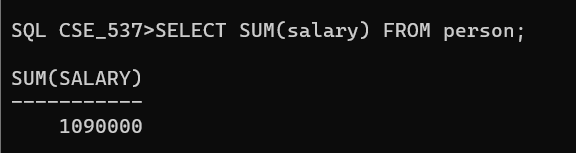 SQL CSE_537>SELECT SUM(salary) FROM person;
SUM(SALARY)
-----------
1090000